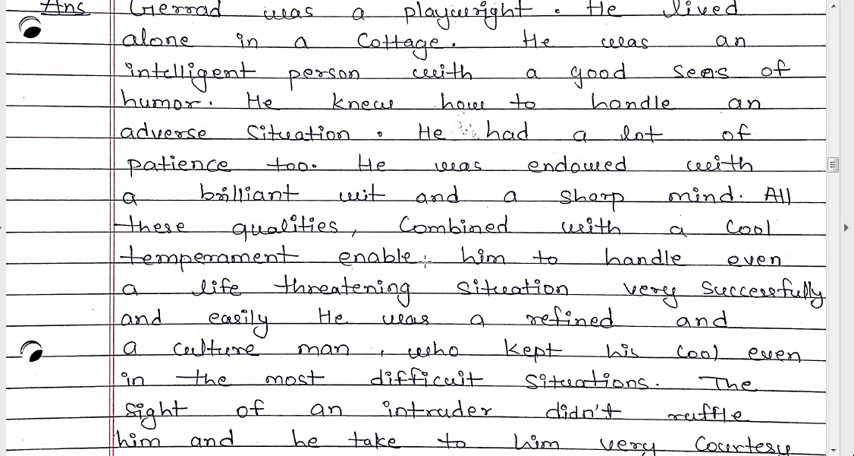 Ans Gerrad was a playwright. He lived
alone in a Cottage. He was an
intelligent person with a good sens of
humor. He knew how to handle an
adverse Situation. He had a lot of
patience too. He was endowed with
a brilliant wit and a sharp mind. All
these qualities, Combined with a Cool
temperament enable him to handle even
a life threatening Situation very Successfully
and easily He was a refined and
a culture man, who kept his Cool even
in the most difficult Situations. The
Sight of an intruder didn't ruffle
him and he take to him very Courtesy